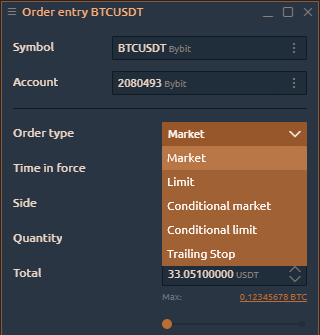 Order entry BTCUSDT
Symbol BTCUSDT Bybit
Account 2080493 Bybit
Order type Market
Market
Time in force
Limit
Side Conditional market
Quantity Conditional limit
Trailing Stop
Total 33.05100000 USDT
Max: 0,12345678 BTC